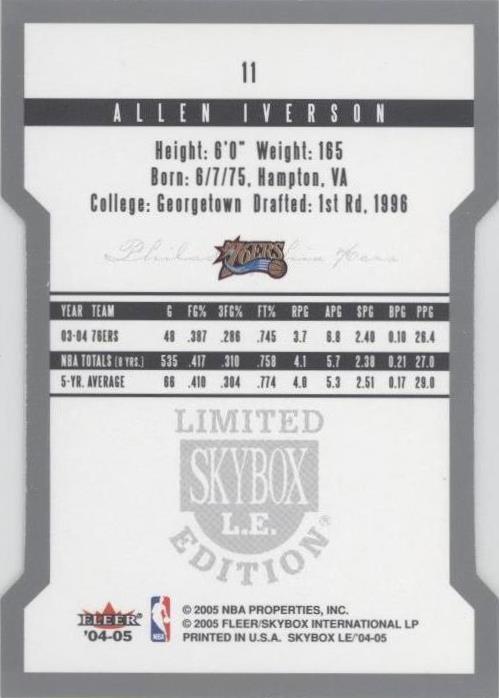 11
ALLEN IVERSON
Height: 6'0" Weight: 165
Born: 6/7/75, Hampton, VA
College: Georgetown Drafted: 1st Rd, 1996
76ERS
YEAR TEAM G FG% 3FG% FT% RPG APG SPG BPG PPG
03-04 76ERS 48 .387 .286 .745 3.7 6.8 2.40 0.10 26.4
NBA TOTALS (8 YRS.) 535 .417 .310 .758 4.1 5.7 2.38 0.21 27.0
5-YR. AVERAGE 66 .410 .304 .774 4.0 5.3 2.51 0.17 29.0
LIMITED
SKYBOX
L.E.
EDITION®
FLEER
'04-05
NBA
© 2005 NBA PROPERTIES, INC.
© 2005 FLEER/SKYBOX INTERNATIONAL LP
PRINTED IN U.S.A. SKYBOX LE/'04-05